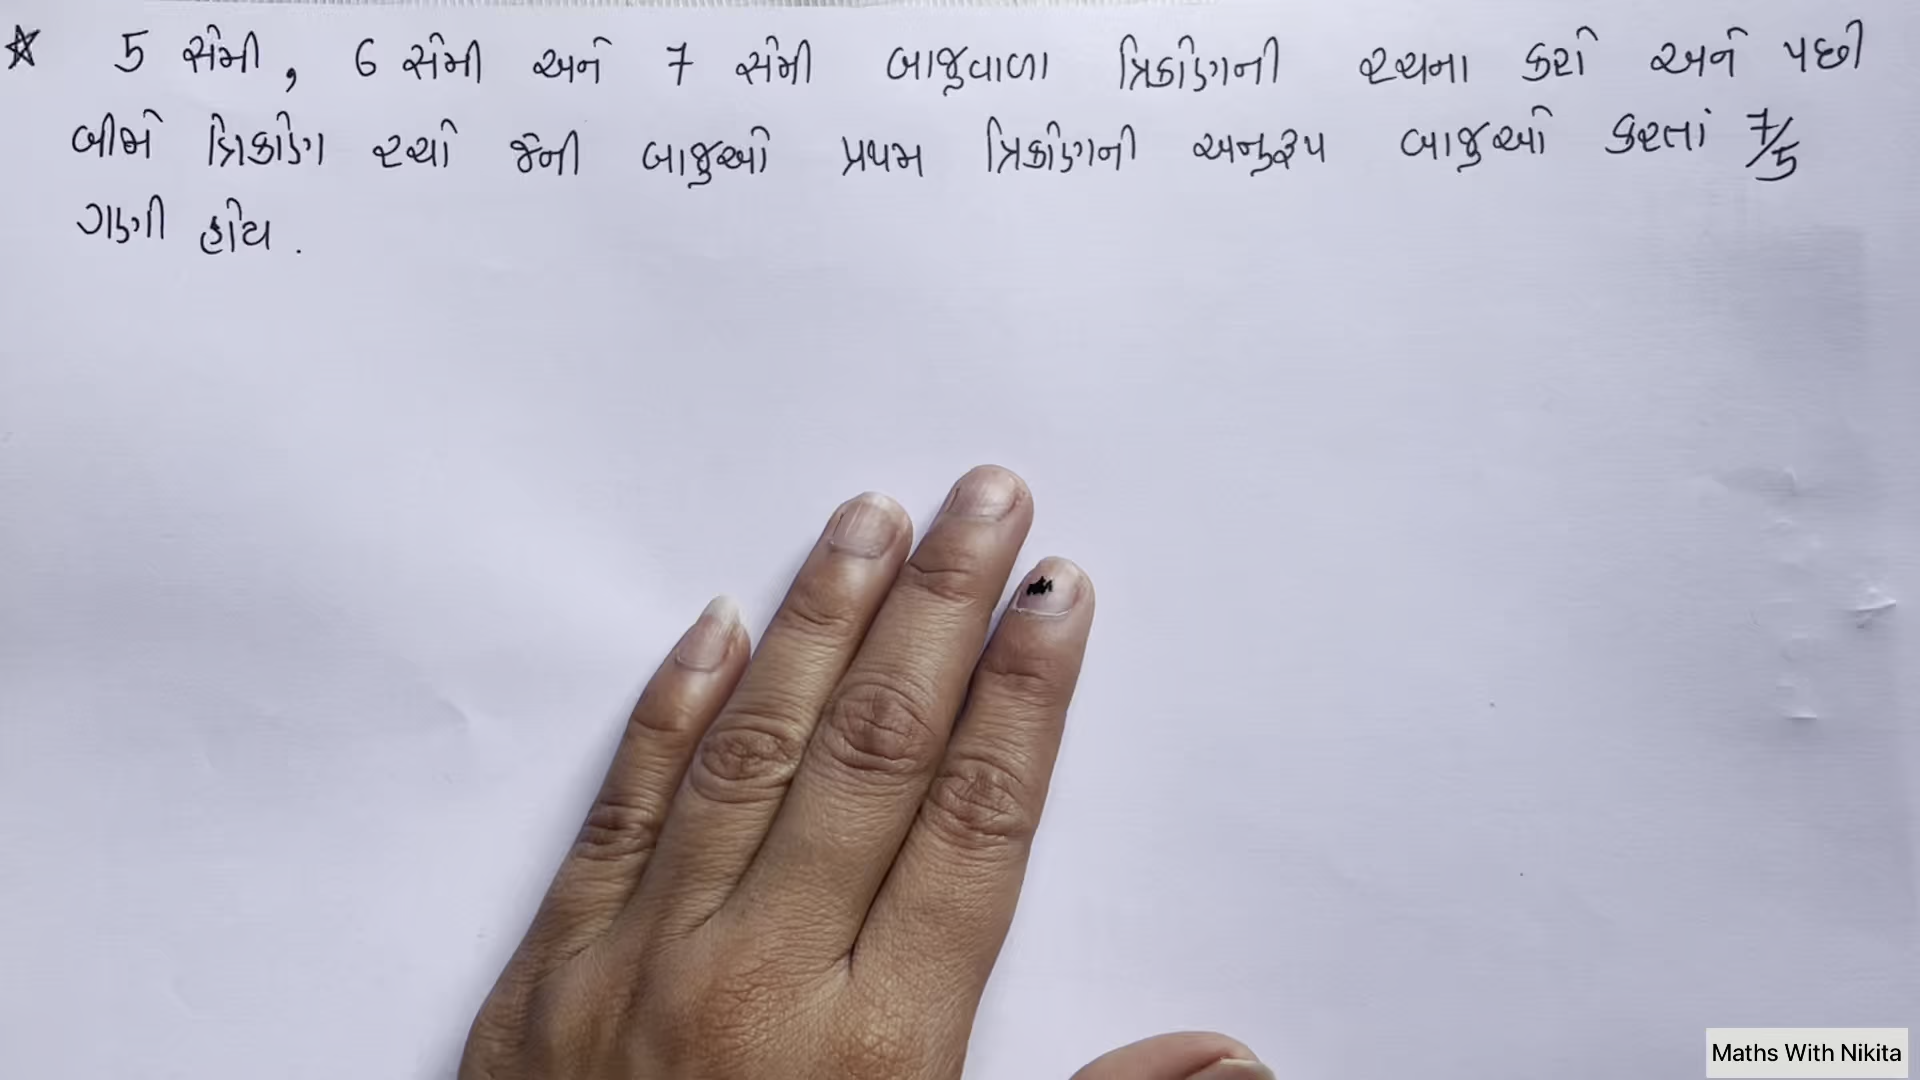 ☆ 5 સેમી, 6 સેમી અને 7 સેમી બાજુવાળા ત્રિકોણની રચના કરો અને પછી
બીજો ત્રિકોણ રચો જેની બાજુઓ પ્રથમ ત્રિકોણની અનુરૂપ બાજુઓ કરતાં 7/5
ગણી હોય.
Maths With Nikita